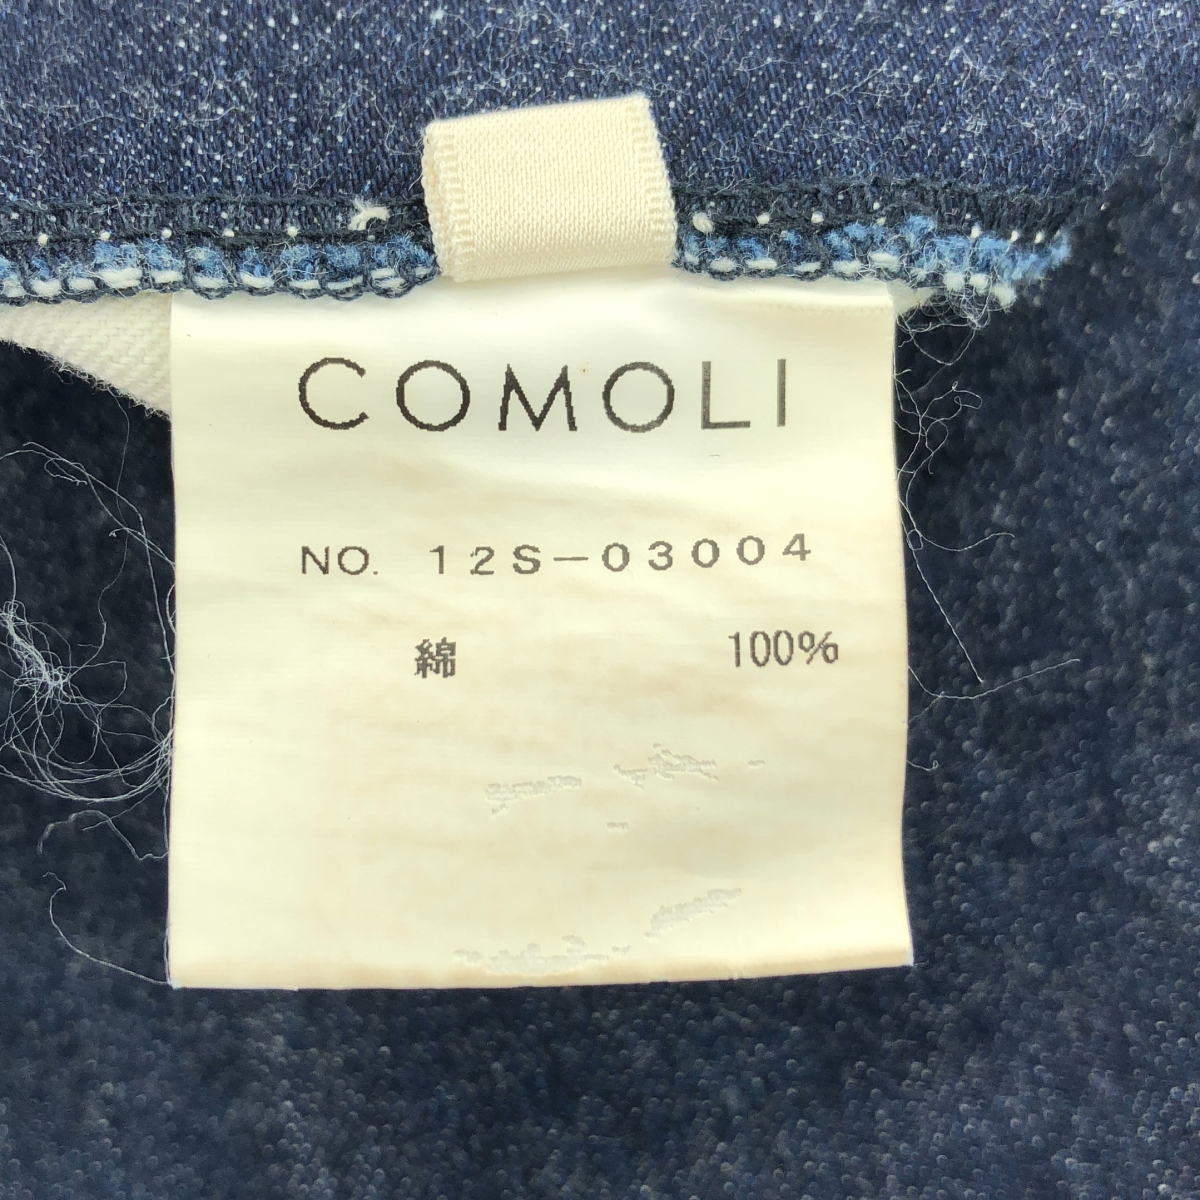 COMOLI
NO. 12S-03004
綿 100%